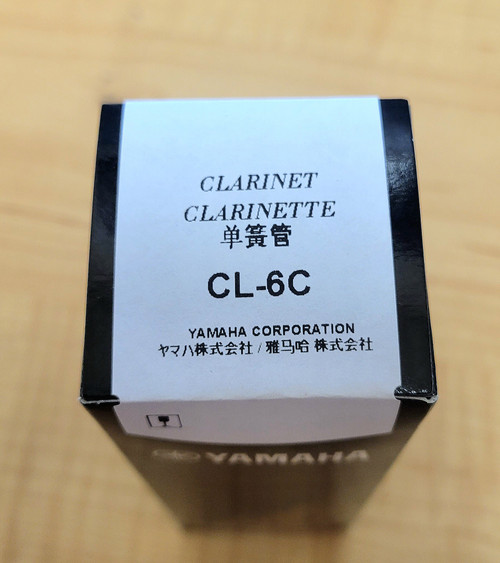 CLARINET
CLARINETTE
单簧管
CL-6C
YAMAHA CORPORATION
ヤマハ株式会社 / 雅马哈 株式会社
YAMAHA